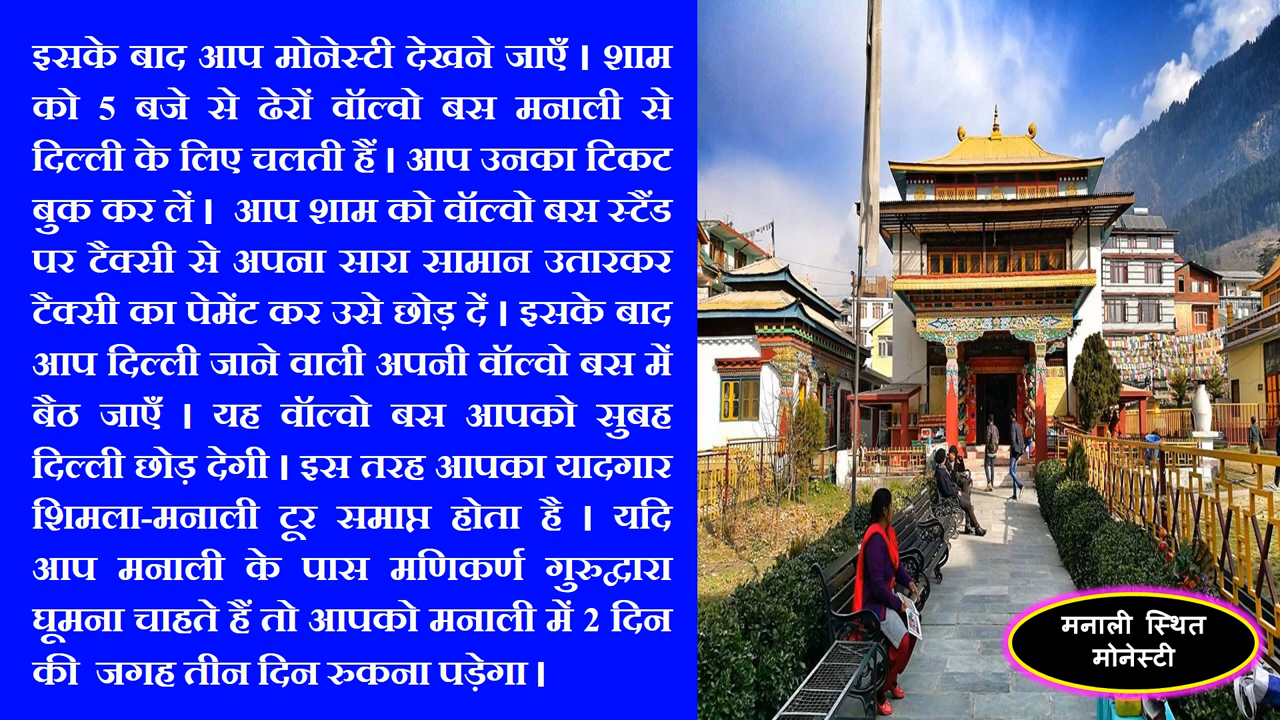 इसके बाद आप मोनेस्टी देखने जाएँ । शाम
को 5 बजे से ढेरों वॉल्वो बस मनाली से
दिल्ली के लिए चलती हैं । आप उनका टिकट
बुक कर लें । आप शाम को वॉल्वो बस स्टैंड
पर टैक्सी से अपना सारा सामान उतारकर
टैक्सी का पेमेंट कर उसे छोड़ दें । इसके बाद
आप दिल्ली जाने वाली अपनी वॉल्वो बस में
बैठ जाएँ । यह वॉल्वो बस आपको सुबह
दिल्ली छोड़ देगी । इस तरह आपका यादगार
शिमला-मनाली टूर समाप्त होता है । यदि
आप मनाली के पास मणिकर्ण गुरुद्वारा
घूमना चाहते हैं तो आपको मनाली में 2 दिन
की जगह तीन दिन रुकना पड़ेगा ।
मनाली स्थित
मोनेस्टी